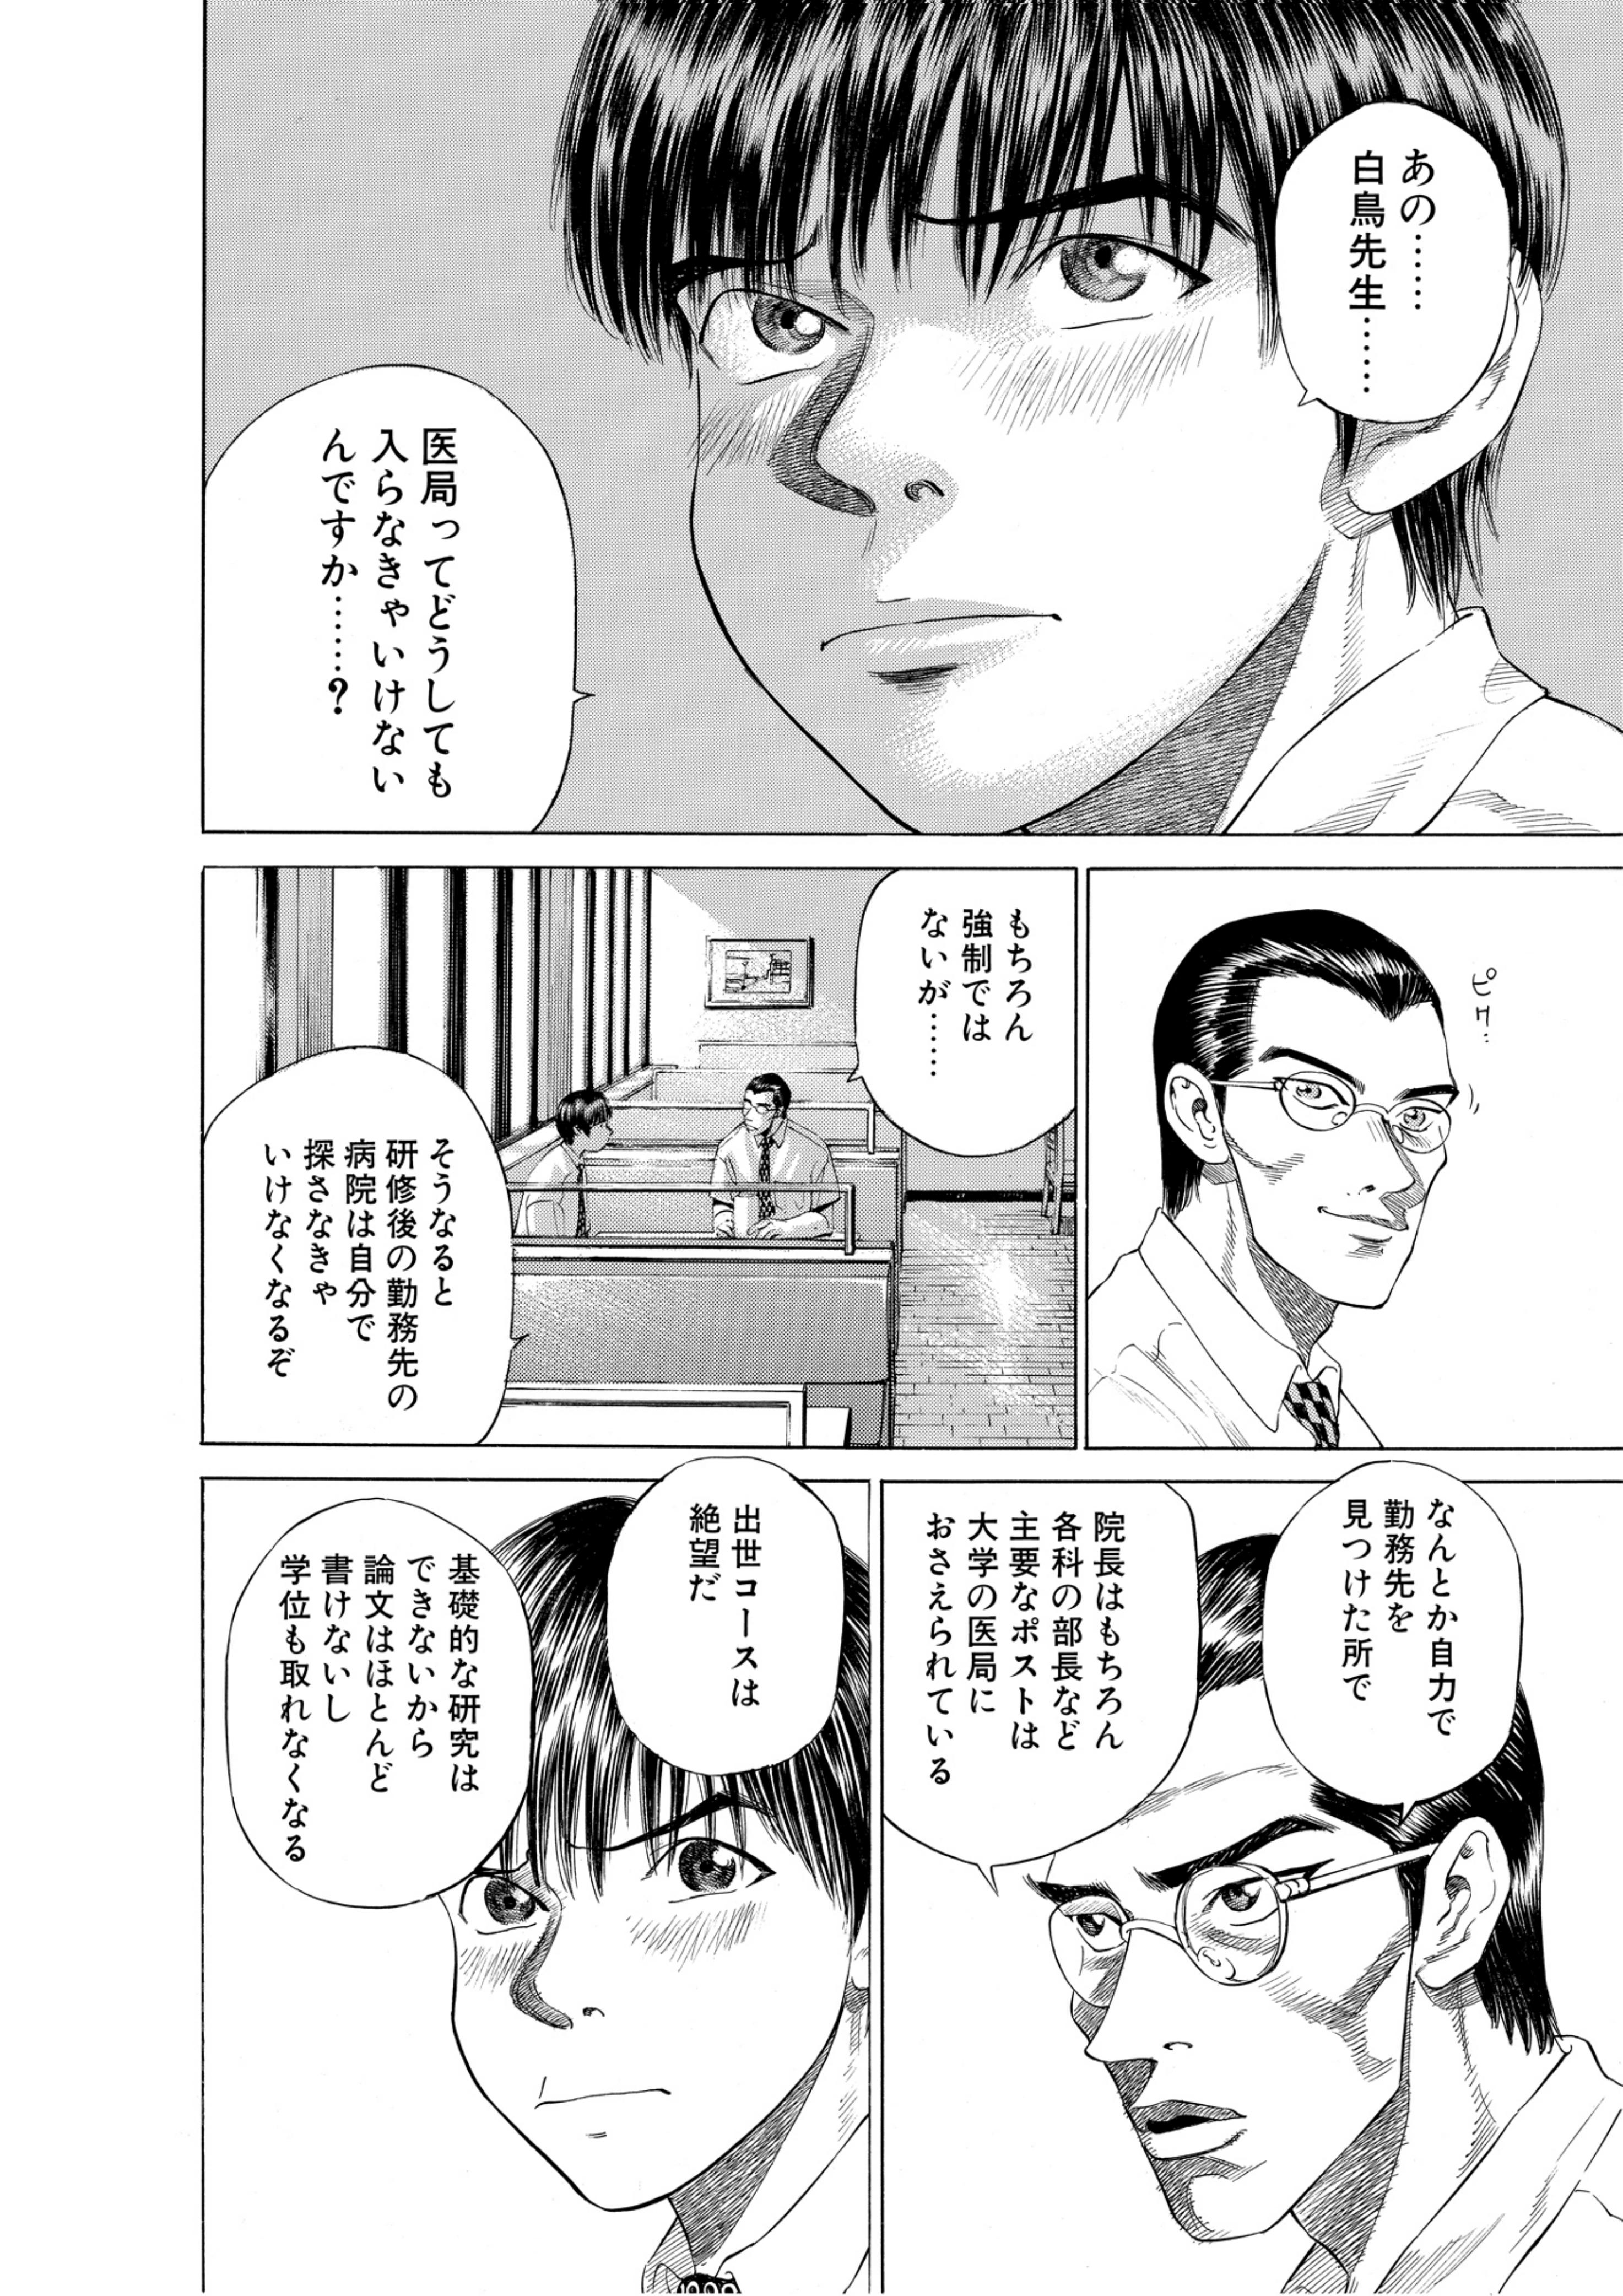 あの……
白鳥先生……
医局ってどうしても
入らなきゃいけない
んですか……？
ピク‥
もちろん
強制では
ないが……
そうなると
研修後の勤務先の
病院は自分で
探さなきゃ
いけなくなるぞ
なんとか自力で
勤務先を
見つけた所で
院長はもちろん
各科の部長など
主要なポストは
大学の医局に
おさえられている
出世コースは
絶望だ
基礎的な研究は
できないから
論文はほとんど
書けないし
学位も取れなくなる